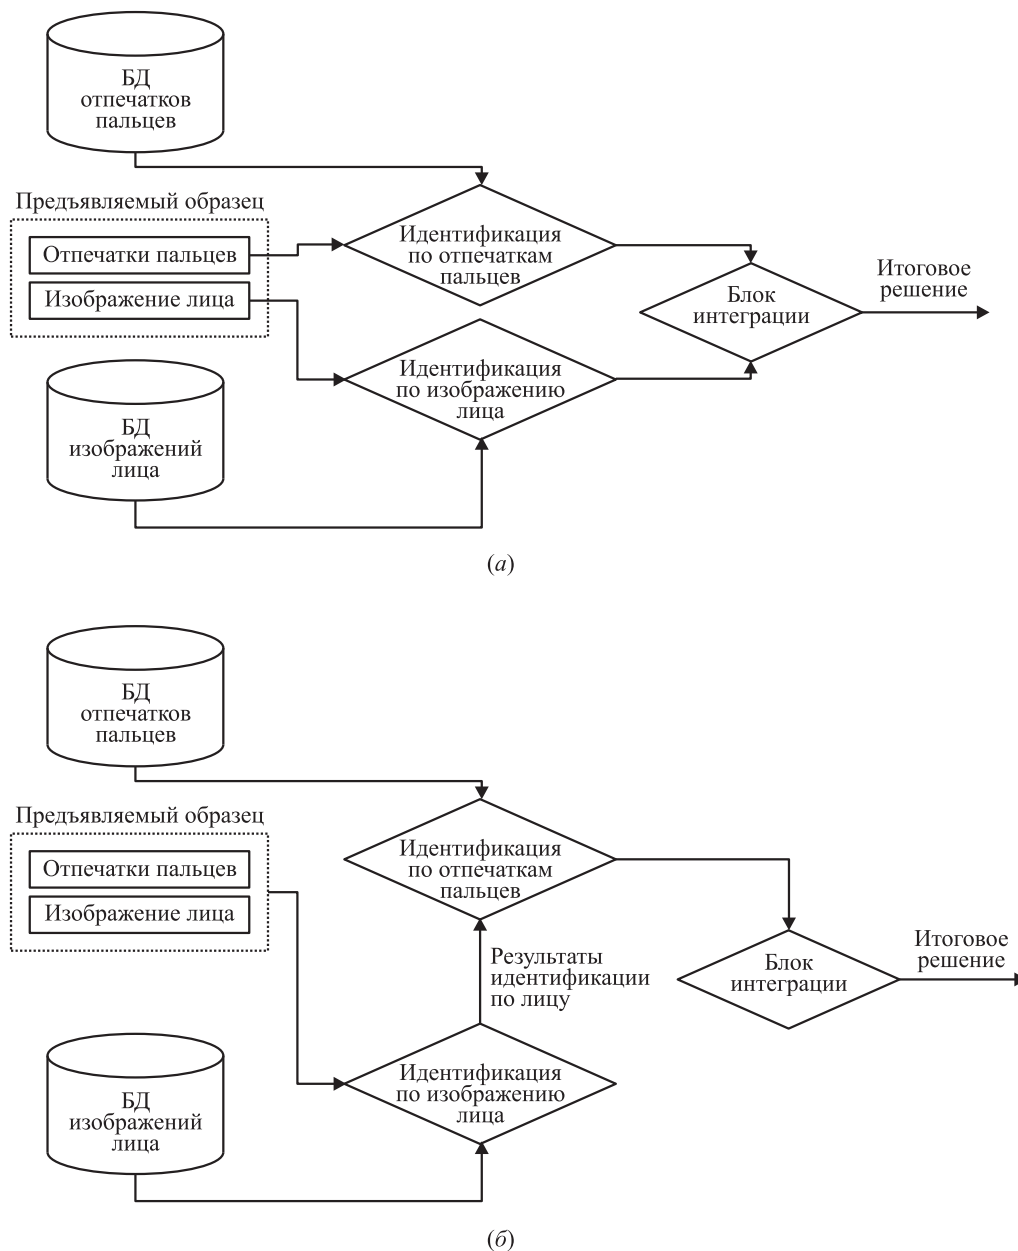 БД
отпечатков
пальцев
Предъявляемый образец
Отпечатки пальцев
Изображение лица
Идентификация
по отпечаткам
пальцев
Блок
интеграции
Итоговое
решение
Идентификация
по изображению
лица
БД
изображений
лица
(а)
БД
отпечатков
пальцев
Предъявляемый образец
Отпечатки пальцев
Изображение лица
Идентификация
по отпечаткам
пальцев
Результаты
идентификации
по лицу
Блок
интеграции
Итоговое
решение
Идентификация
по изображению
лица
БД
изображений
лица
(б)